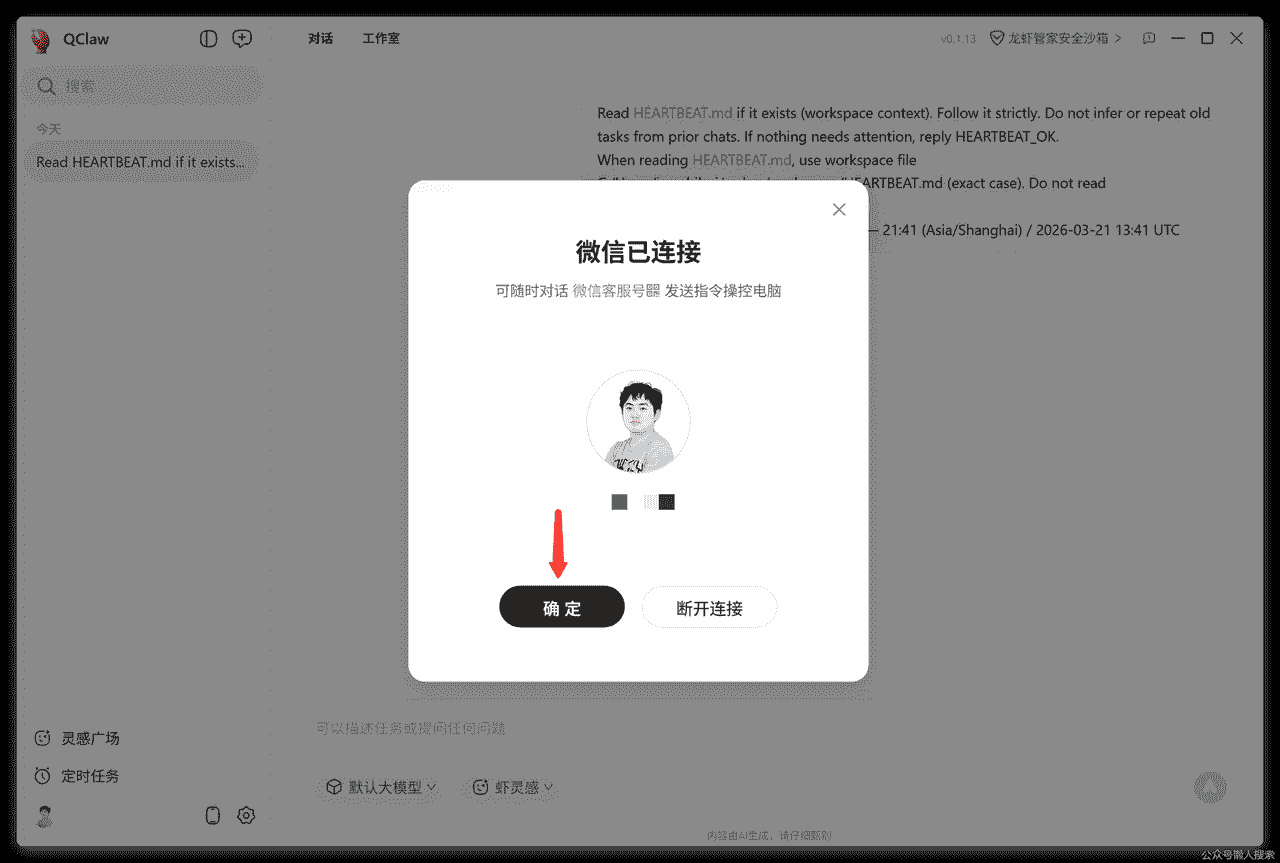 QClaw
对话 工作室
v0.1.13 龙虾管家安全沙箱 >
搜索
今天
Read HEARTBEAT.md if it exists...
Read HEARTBEAT.md if it exists (workspace context). Follow it strictly. Do not infer or repeat old
tasks from prior chats. If nothing needs attention, reply HEARTBEAT_OK.
When reading HEARTBEAT.md, use workspace file
HEARTBEAT.md (exact case). Do not read
— 21:41 (Asia/Shanghai) / 2026-03-21 13:41 UTC
微信已连接
可随时对话 微信客服号 发送指令操控电脑
确 定
断开连接
灵感广场
定时任务
可以描述任务或提问任何问题
默认大模型
虾灵感
内容由AI生成，请仔细甄别
公众号懒人搜索